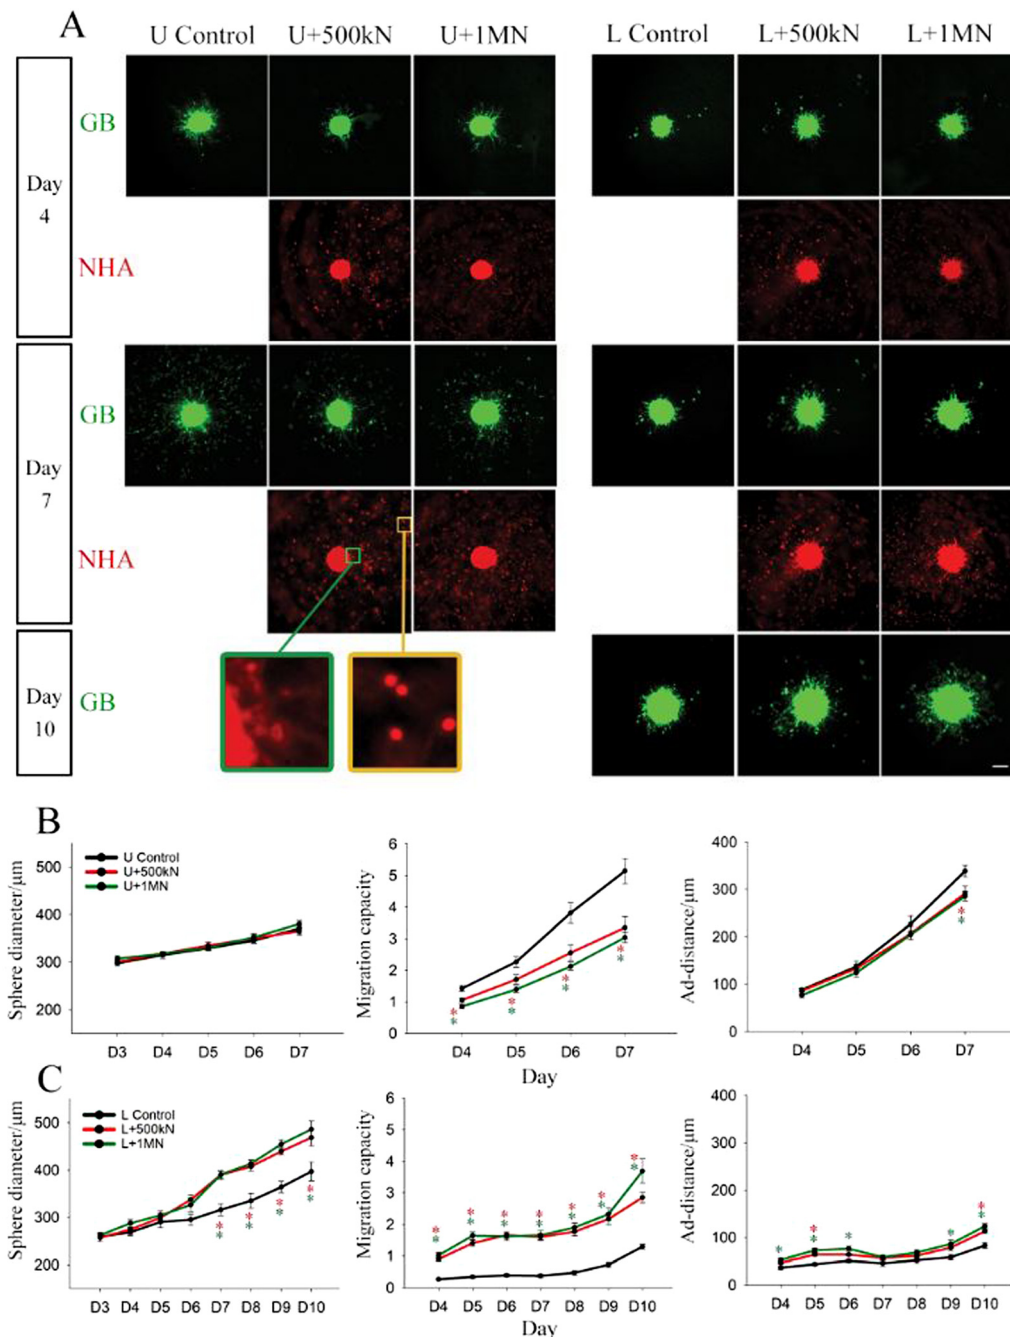 A
U Control U+500kN U+1MN L Control L+500kN L+1MN
Day
4
GB
NHA
Day
7
GB
NHA
Day
10
GB
B
Sphere diameter/μm
500
400
300
200
U Control
U+500kN
U+1MN
D3 D4 D5 D6 D7
Migration capacity
6
5
4
3
2
1
0
* * * *
* * * *
D4 D5 D6 D7
Day
Ad-distance/μm
400
300
200
100
0
*
*
D4 D5 D6 D7
C
Sphere diameter/μm
500
400
300
200
L Control
L+500kN
L+1MN
* * * *
* * * *
D3 D4 D5 D6 D7 D8 D9 D10
Migration capacity
6
5
4
3
2
1
0
* * * * * * *
* * * * * * *
D4 D5 D6 D7 D8 D9 D10
Day
Ad-distance/μm
400
300
200
100
0
* *
* * * * *
D4 D5 D6 D7 D8 D9 D10